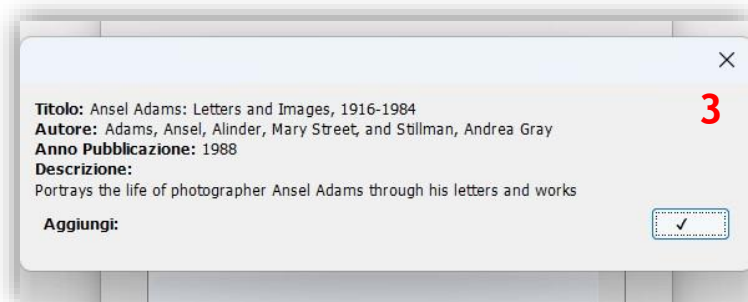 3
Titolo: Ansel Adams: Letters and Images, 1916-1984
Autore: Adams, Ansel, Alinder, Mary Street, and Stillman, Andrea Gray
Anno Pubblicazione: 1988
Descrizione:
Portrays the life of photographer Ansel Adams through his letters and works
Aggiungi: ✓